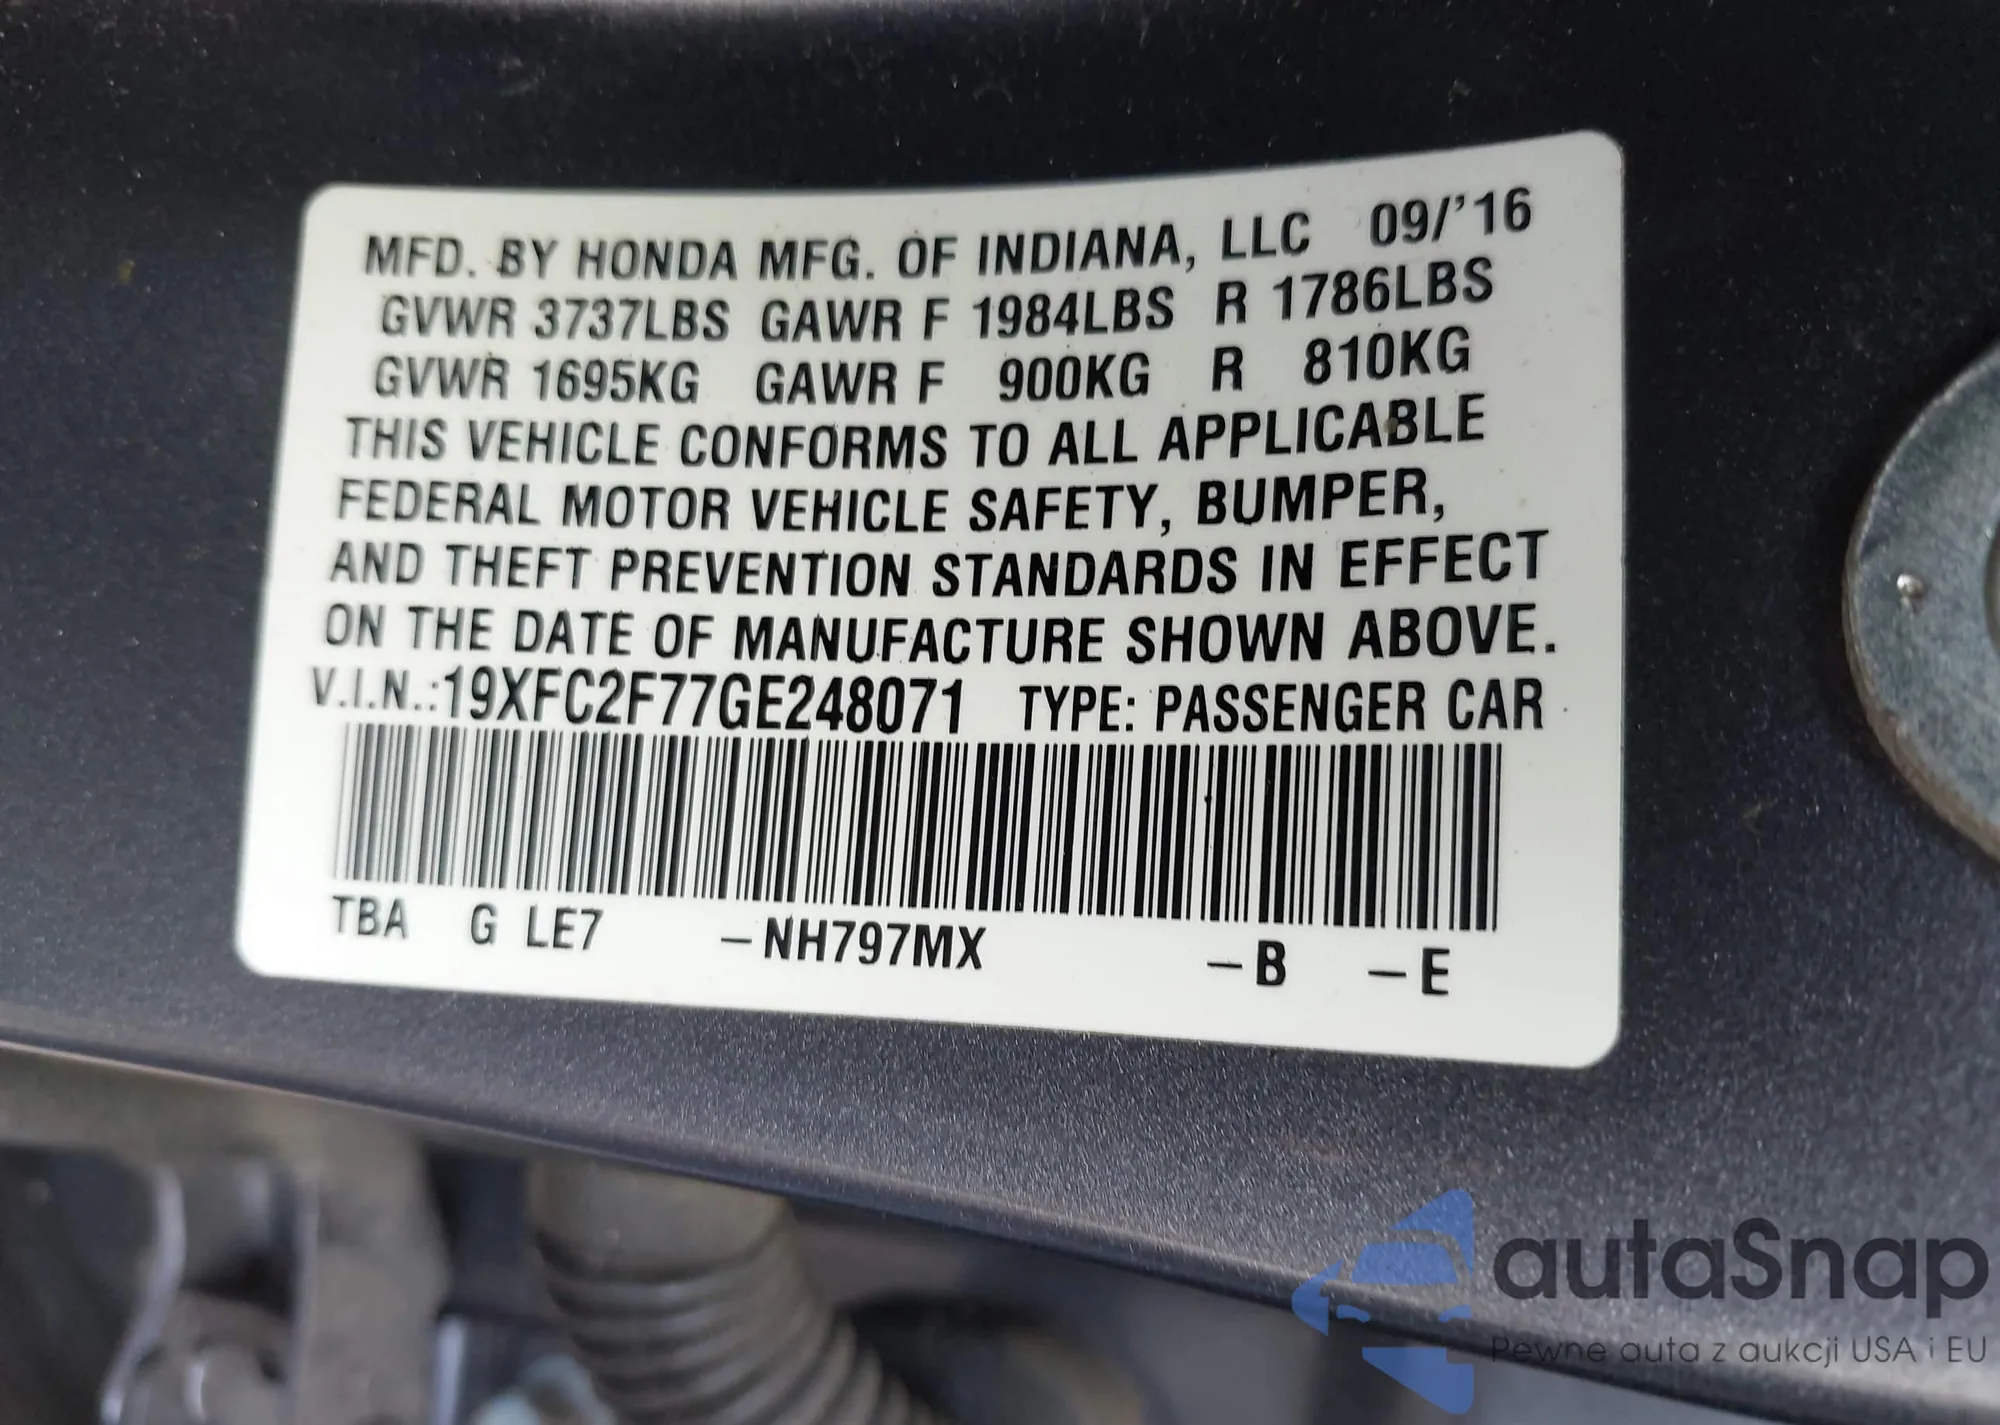 MFD. BY HONDA MFG. OF INDIANA, LLC 09/'16
GVWR 3737LBS GAWR F 1984LBS R 1786LBS
GVWR 1695KG GAWR F 900KG R 810KG
THIS VEHICLE CONFORMS TO ALL APPLICABLE
FEDERAL MOTOR VEHICLE SAFETY, BUMPER,
AND THEFT PREVENTION STANDARDS IN EFFECT
ON THE DATE OF MANUFACTURE SHOWN ABOVE.
V.I.N.:19XFC2F77GE248071 TYPE: PASSENGER CAR
TBA G LE7 -NH797MX -B -E
autaSnap
Pewne auta z aukcji USA i EU